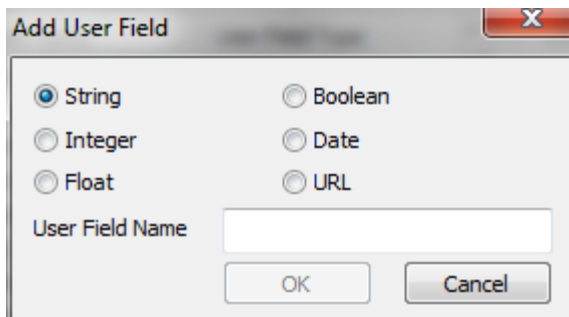 Add User Field
String Boolean
Integer Date
Float URL
User Field Name
OK Cancel